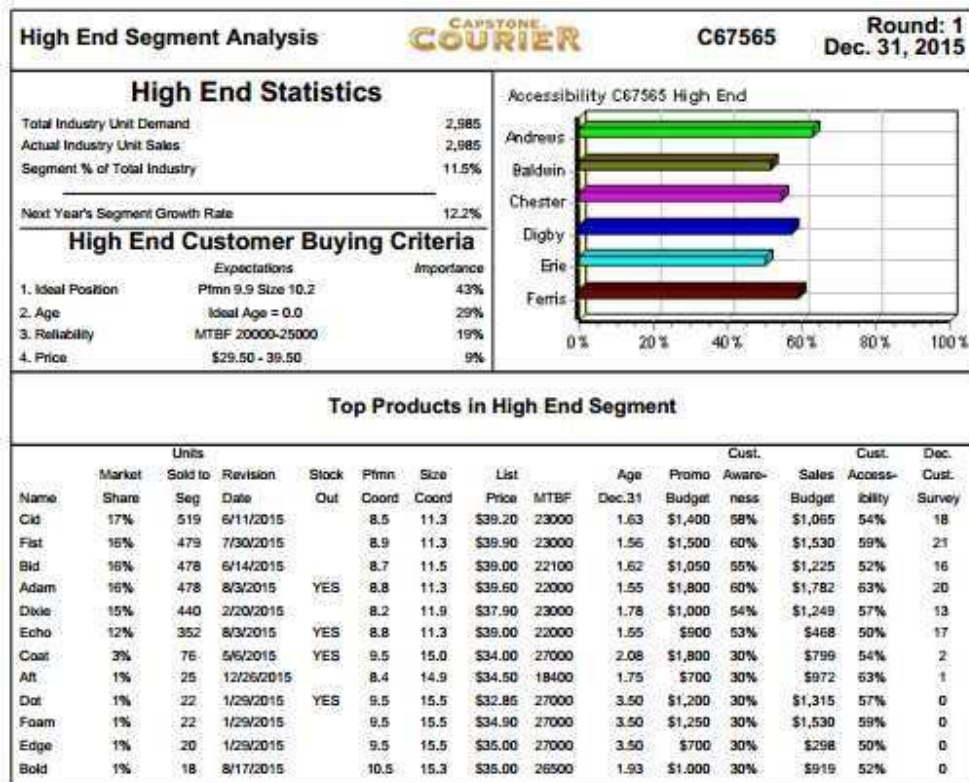 High End Segment Analysis
CAPSTONE COURIER
C67565
Round: 1
Dec. 31, 2015
High End Statistics
Total Industry Unit Demand 2,985
Actual Industry Unit Sales 2,985
Segment % of Total Industry 11.5%
Next Year's Segment Growth Rate 12.2%
High End Customer Buying Criteria
Expectations Importance
1. Ideal Position Pfmn 9.9 Size 10.2 43%
2. Age Ideal Age = 0.0 29%
3. Reliability MTBF 20000-25000 19%
4. Price $29.50 - 39.50 9%
Accessibility C67565 High End
Andrews
Baldwin
Chester
Digby
Erie
Ferris
0% 20% 40% 60% 80% 100%
Top Products in High End Segment
Units Cust. Cust. Dec.
Market Sold to Revision Stock Pfmn Size List Age Promo Aware- Sales Access- Cust.
Name Share Seg Date Out Coord Coord Price MTBF Dec.31 Budget ness Budget ibility Survey
Cid 17% 519 6/11/2015 8.5 11.3 $39.20 23000 1.63 $1,400 58% $1,065 54% 18
Fist 16% 479 7/30/2015 8.9 11.3 $39.90 23000 1.56 $1,500 60% $1,530 59% 21
Bid 16% 478 6/14/2015 8.7 11.5 $39.00 22100 1.62 $1,050 55% $1,225 52% 16
Adam 16% 478 8/3/2015 YES 8.8 11.3 $39.60 22000 1.55 $1,800 60% $1,782 63% 20
Dixie 15% 440 2/20/2015 8.2 11.9 $37.90 23000 1.78 $1,000 54% $1,249 57% 13
Echo 12% 352 8/3/2015 YES 8.8 11.3 $39.00 22000 1.55 $900 53% $468 50% 17
Coat 3% 76 5/6/2015 YES 9.5 15.0 $34.00 27000 2.08 $1,800 30% $799 54% 2
Aft 1% 25 12/26/2015 8.4 14.9 $34.50 18400 1.75 $700 30% $972 63% 1
Dot 1% 22 1/29/2015 YES 9.5 15.5 $32.85 27000 3.50 $1,200 30% $1,315 57% 0
Foam 1% 22 1/29/2015 9.5 15.5 $34.90 27000 3.50 $1,250 30% $1,530 59% 0
Edge 1% 20 1/29/2015 9.5 15.5 $35.00 27000 3.50 $700 30% $298 50% 0
Bold 1% 18 8/17/2015 10.5 15.3 $35.00 26500 1.93 $1.000 30% $919 52% 0